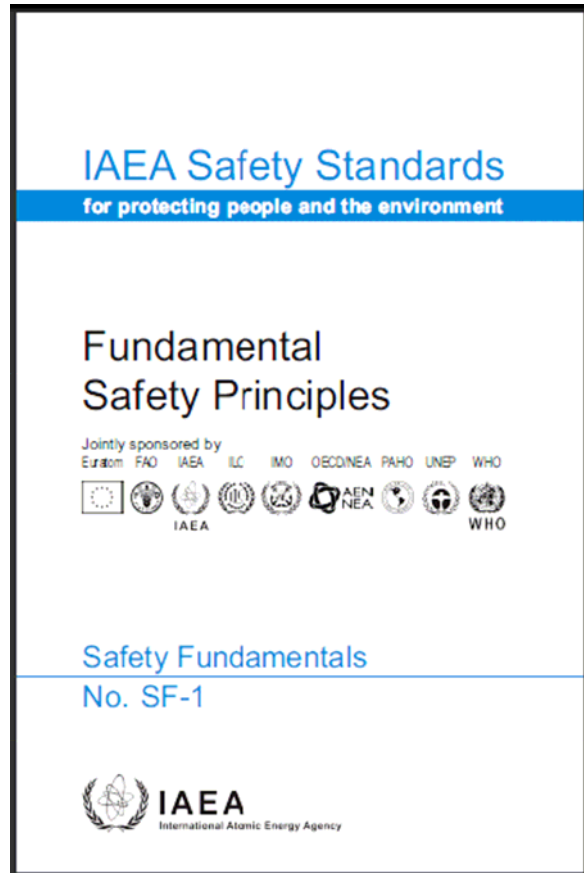 IAEA Safety Standards
for protecting people and the environment
Fundamental
Safety Principles
Jointly sponsored by
Euratom FAO IAEA ILO IMO OECD/NEA PAHO UNEP WHO
AEN
NEA
IAEA
WHO
Safety Fundamentals
No. SF-1
IAEA
International Atomic Energy Agency